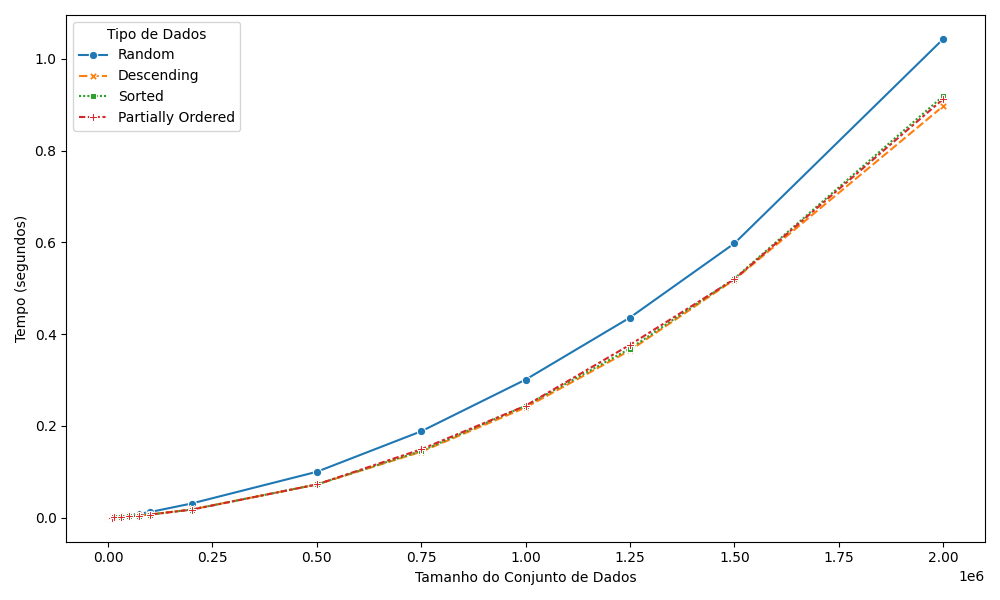 Tipo de Dados
Random
Descending
Sorted
Partially Ordered
Tempo (segundos)
1.0
0.8
0.6
0.4
0.2
0.0
0.00 0.25 0.50 0.75 1.00 1.25 1.50 1.75 2.00
1e6
Tamanho do Conjunto de Dados